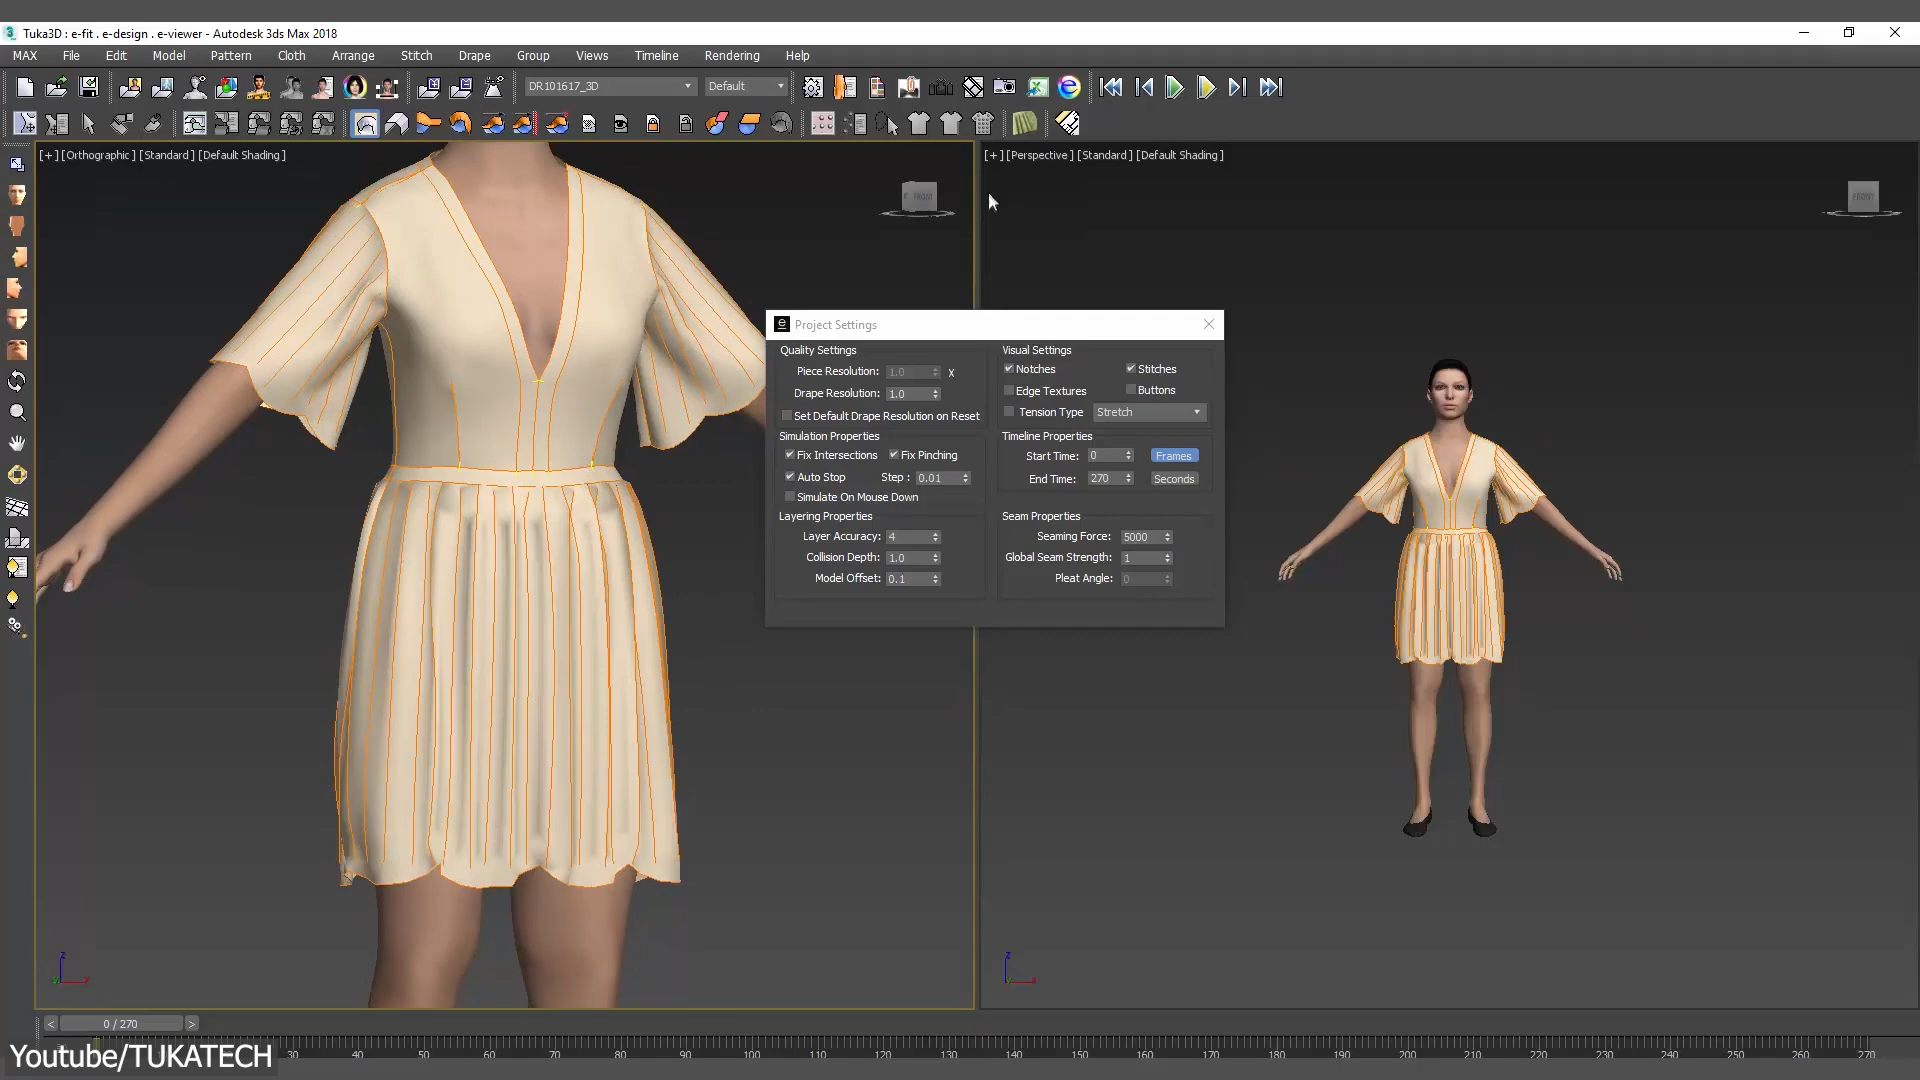 Tuka3D : e-fit . e-design . e-viewer - Autodesk 3ds Max 2018
MAX File Edit Model Pattern Cloth Arrange Stitch Drape Group Views Timeline Rendering Help
DR101617_3D Default
[+] [Orthographic ] [Standard ] [Default Shading ]
FRONT
[+] [Perspective ] [Standard ] [Default Shading ]
FRONT
Project Settings
Quality Settings
Piece Resolution: 1.0 X
Drape Resolution: 1.0
Set Default Drape Resolution on Reset
Simulation Properties
Fix Intersections Fix Pinching
Auto Stop Step : 0.01
Simulate On Mouse Down
Layering Properties
Layer Accuracy: 4
Collision Depth: 1.0
Model Offset: 0.1
Visual Settings
Notches Stitches
Edge Textures Buttons
Tension Type Stretch
Timeline Properties
Start Time: 0 Frames
End Time: 270 Seconds
Seam Properties
Seaming Force: 5000
Global Seam Strength: 1
Pleat Angle: 0
z
x
z
x
< 0 / 270 >
30 40 50 60 70 80 90 100 110 120 130 140 150 160 170 180 190 200 210 220 230 240 250 260 270
Youtube/TUKATECH